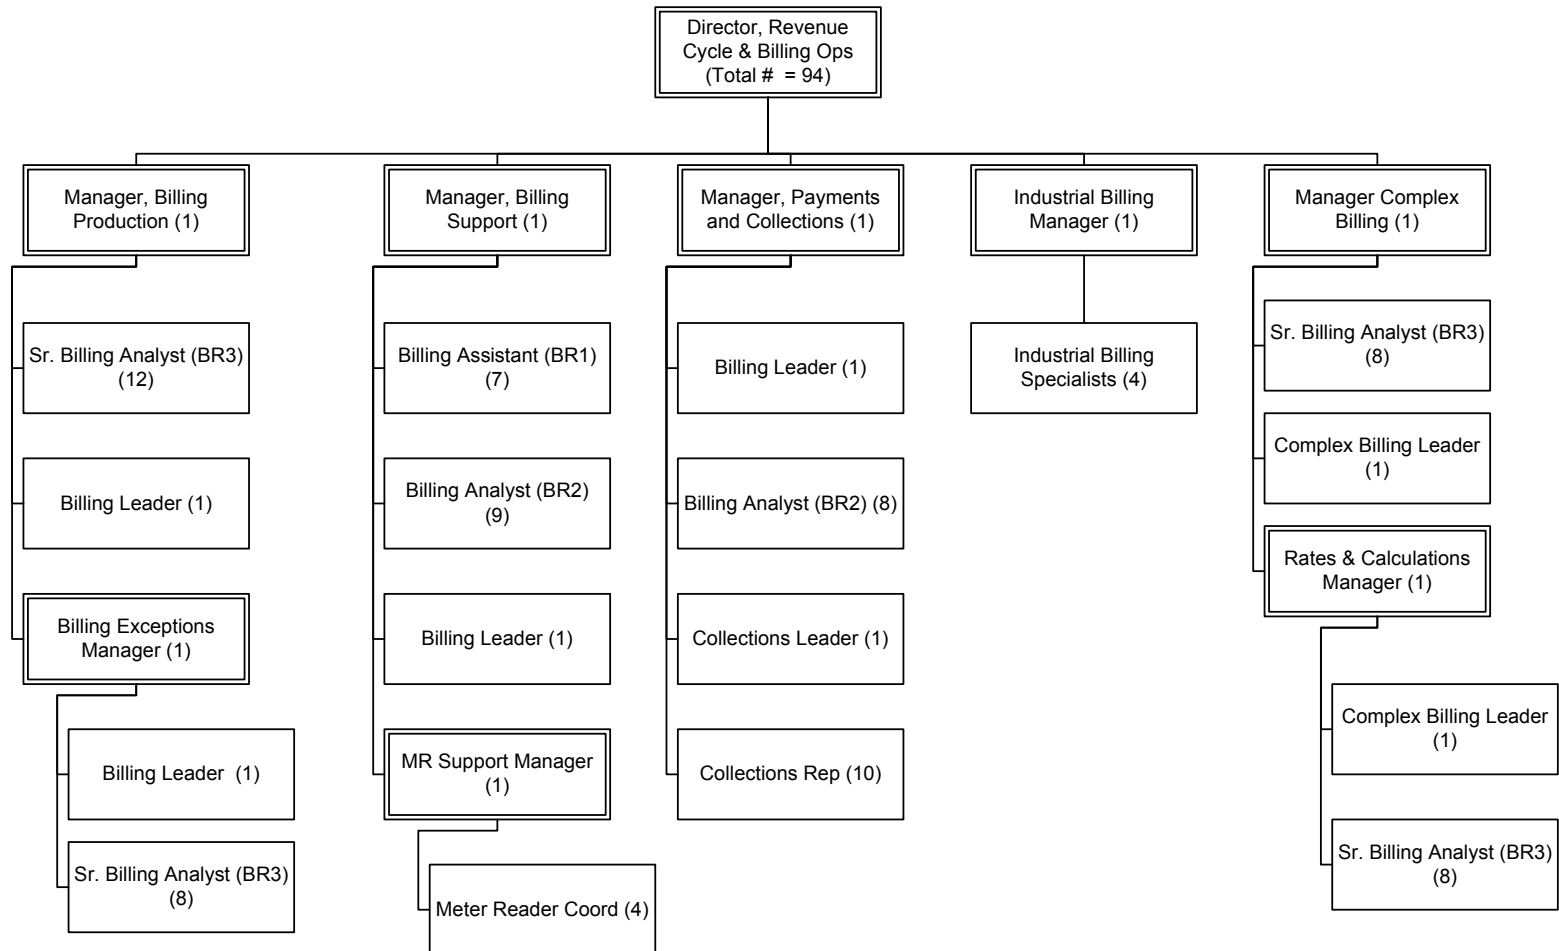 Director, Revenue
Cycle & Billing Ops
(Total # = 94)
Manager, Billing
Production (1)
Manager, Billing
Support (1)
Manager, Payments
and Collections (1)
Industrial Billing
Manager (1)
Manager Complex
Billing (1)
Sr. Billing Analyst (BR3)
(12)
Billing Leader (1)
Billing Exceptions
Manager (1)
Billing Leader (1)
Sr. Billing Analyst (BR3)
(8)
Billing Assistant (BR1)
(7)
Billing Analyst (BR2)
(9)
Billing Leader (1)
MR Support Manager
(1)
Meter Reader Coord (4)
Billing Leader (1)
Billing Analyst (BR2) (8)
Collections Leader (1)
Collections Rep (10)
Industrial Billing
Specialists (4)
Sr. Billing Analyst (BR3)
(8)
Complex Billing Leader
(1)
Rates & Calculations
Manager (1)
Complex Billing Leader
(1)
Sr. Billing Analyst (BR3)
(8)